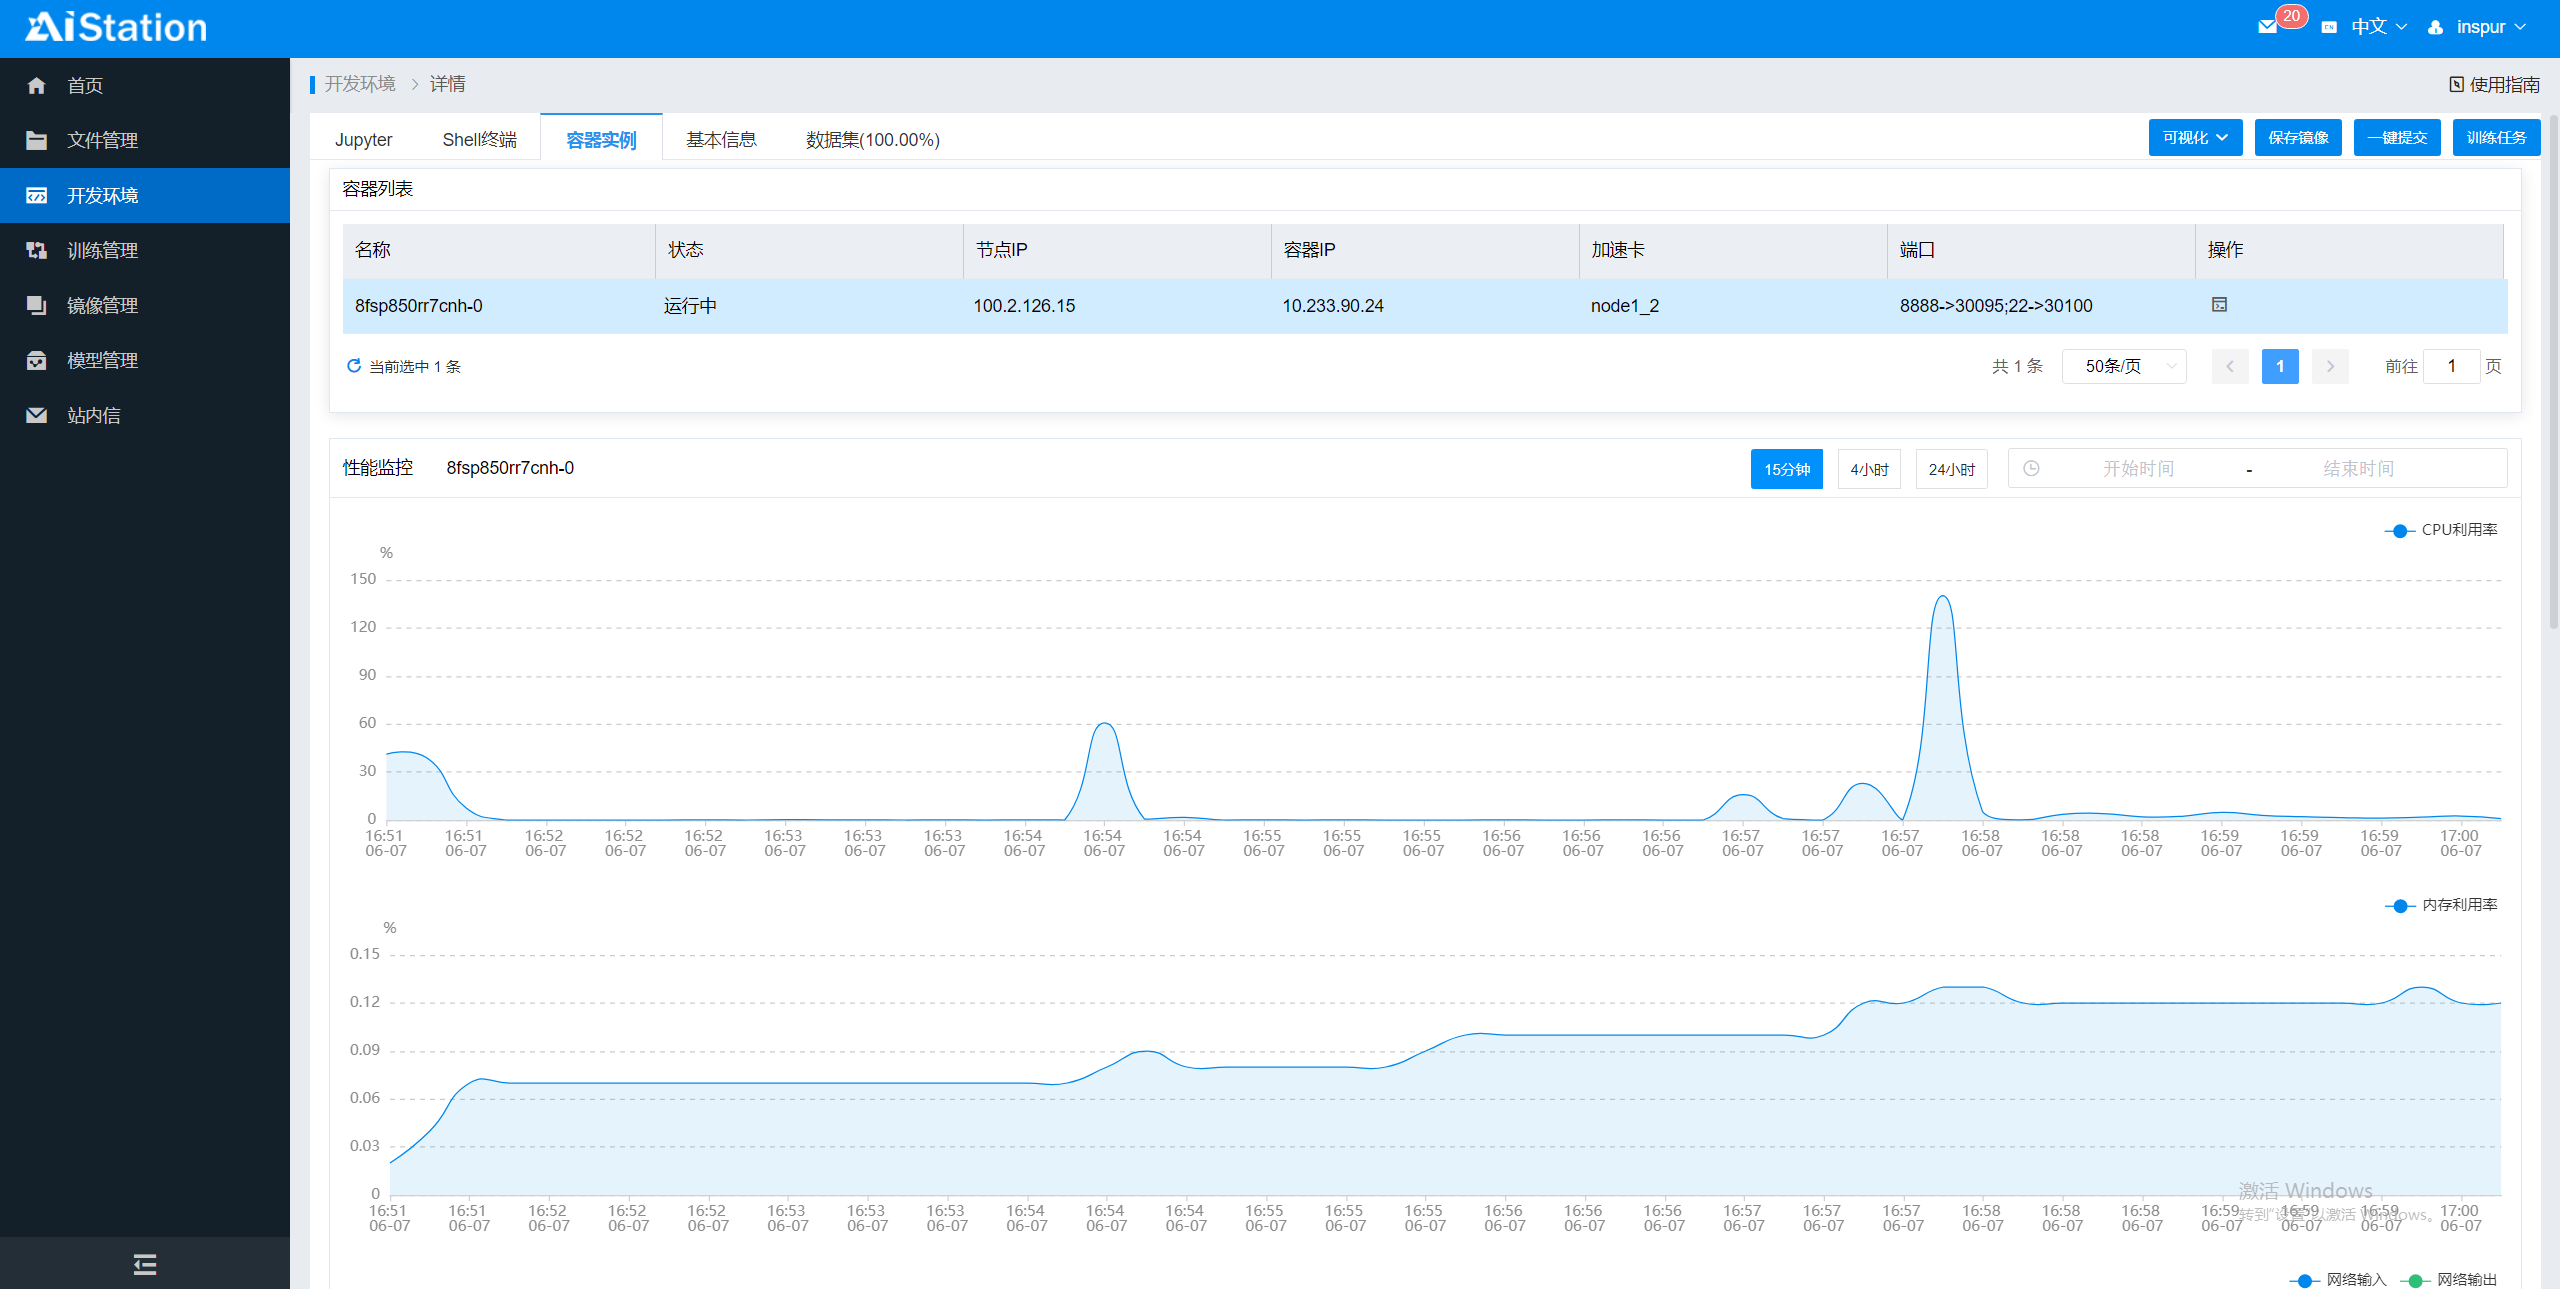 AiStation
20
EN
中文
inspur
首页
文件管理
开发环境
训练管理
镜像管理
模型管理
站内信
开发环境 > 详情
使用指南
Jupyter Shell终端 容器实例 基本信息 数据集(100.00%)
可视化 保存镜像 一键提交 训练任务
容器列表
名称 状态 节点IP 容器IP 加速卡 端口 操作
8fsp850rr7cnh-0 运行中 100.2.126.15 10.233.90.24 node1_2 8888->30095;22->30100
当前选中 1 条
共 1 条 50条/页 < 1 > 前往 1 页
性能监控 8fsp850rr7cnh-0
15分钟 4小时 24小时 开始时间 - 结束时间
CPU利用率
%
150
120
90
60
30
0
16:51 16:51 16:52 16:52 16:52 16:53 16:53 16:53 16:54 16:54 16:54 16:55 16:55 16:55 16:56 16:56 16:56 16:57 16:57 16:57 16:58 16:58 16:58 16:59 16:59 16:59 17:00
06-07 06-07 06-07 06-07 06-07 06-07 06-07 06-07 06-07 06-07 06-07 06-07 06-07 06-07 06-07 06-07 06-07 06-07 06-07 06-07 06-07 06-07 06-07 06-07 06-07 06-07 06-07
内存利用率
%
0.15
0.12
0.09
0.06
0.03
0
激活 Windows
转到"设置"以激活 Windows。
16:51 16:51 16:52 16:52 16:52 16:53 16:53 16:53 16:54 16:54 16:54 16:55 16:55 16:55 16:56 16:56 16:56 16:57 16:57 16:57 16:58 16:58 16:58 16:59 16:59 16:59 17:00
06-07 06-07 06-07 06-07 06-07 06-07 06-07 06-07 06-07 06-07 06-07 06-07 06-07 06-07 06-07 06-07 06-07 06-07 06-07 06-07 06-07 06-07 06-07 06-07 06-07 06-07 06-07
网络输入 网络输出